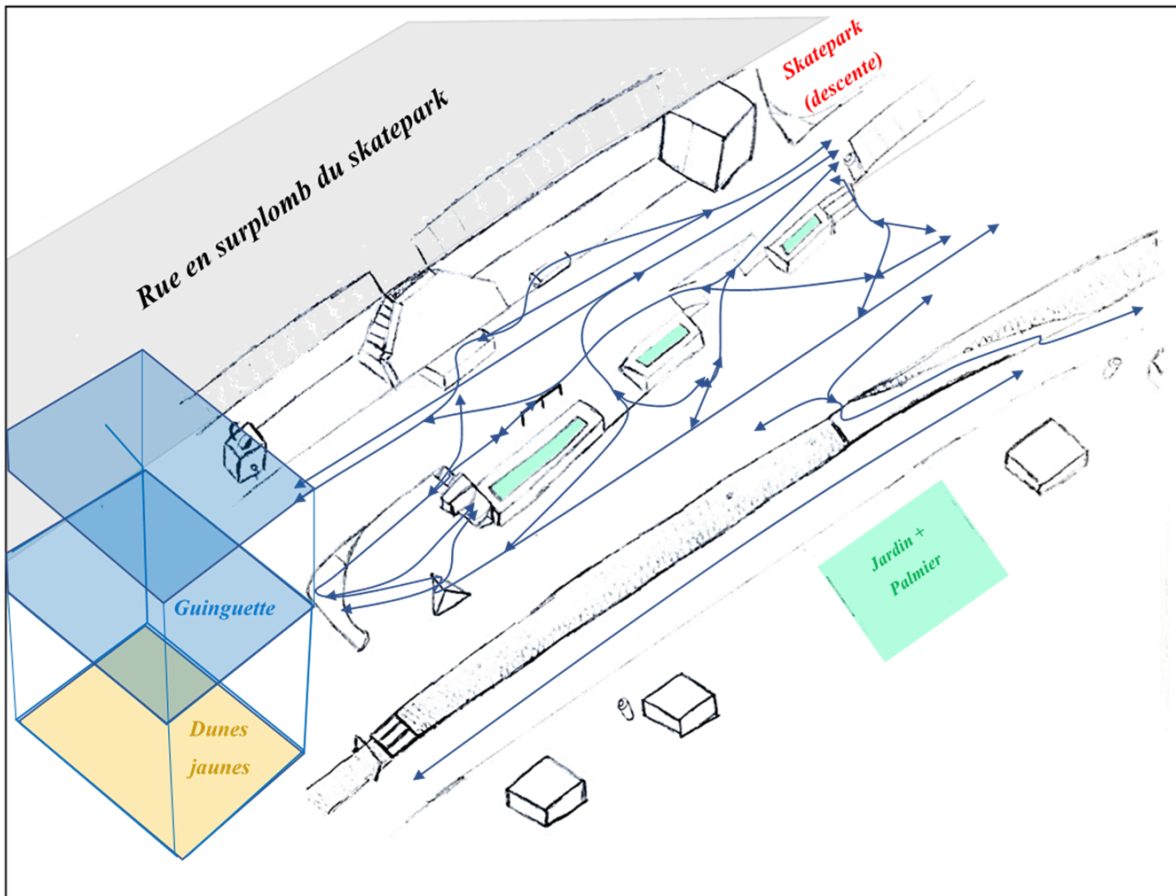 Skatepark
(descente)
Rue en surplomb du skatepark
Guinguette
Jardin +
Palmier
Dunes
jaunes